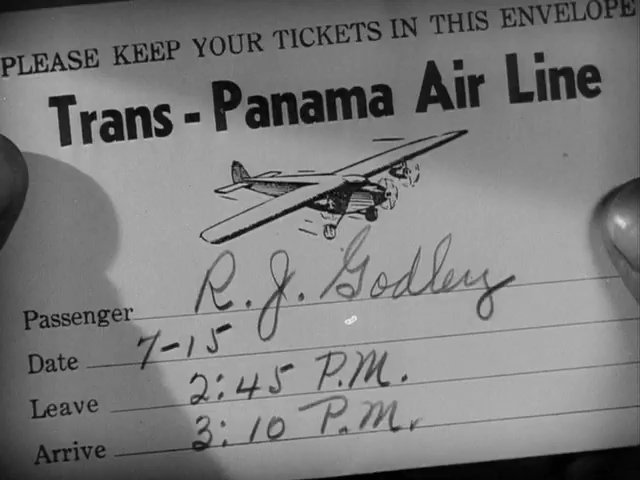 PLEASE KEEP YOUR TICKETS IN THIS ENVELOPE
Trans - Panama Air Line
Passenger R. J. Godley
Date 7-15
Leave 2:45 P.M.
Arrive 3:10 P.M.